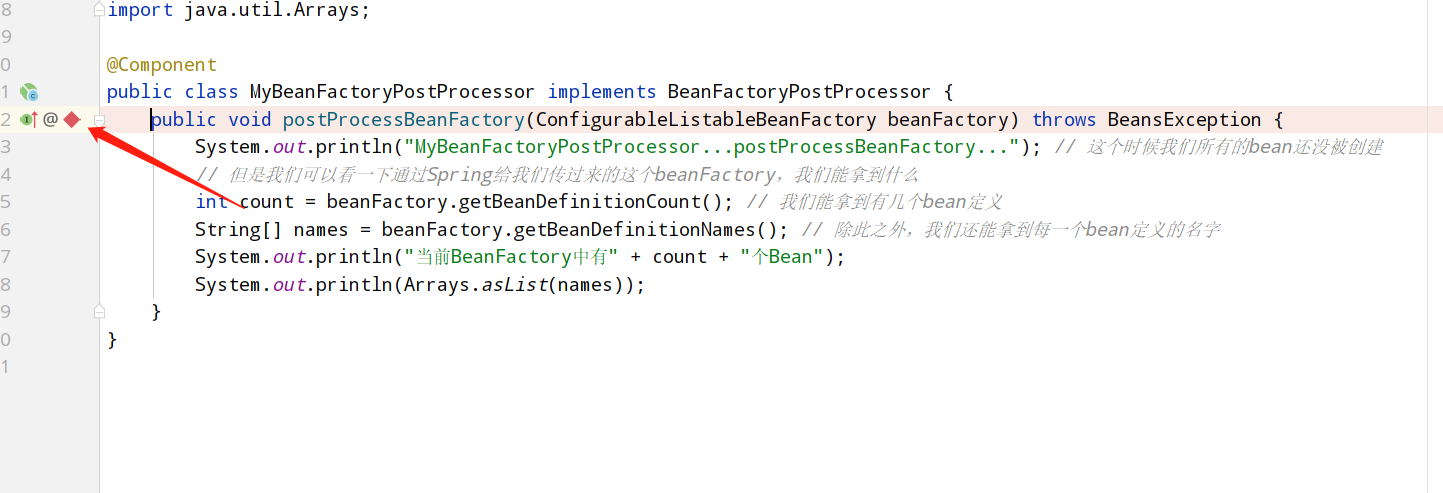 8 import java.util.Arrays;
9
0 @Component
1 public class MyBeanFactoryPostProcessor implements BeanFactoryPostProcessor {
2 @ public void postProcessBeanFactory(ConfigurableListableBeanFactory beanFactory) throws BeansException {
3 System.out.println("MyBeanFactoryPostProcessor...postProcessBeanFactory..."); // 这个时候我们所有的bean还没被创建
4 // 但是我们可以看一下通过Spring给我们传过来的这个beanFactory，我们能拿到什么
5 int count = beanFactory.getBeanDefinitionCount(); // 我们能拿到有几个bean定义
6 String[] names = beanFactory.getBeanDefinitionNames(); // 除此之外，我们还能拿到每一个bean定义的名字
7 System.out.println("当前BeanFactory中有" + count + "个Bean");
8 System.out.println(Arrays.asList(names));
9 }
0 }
1